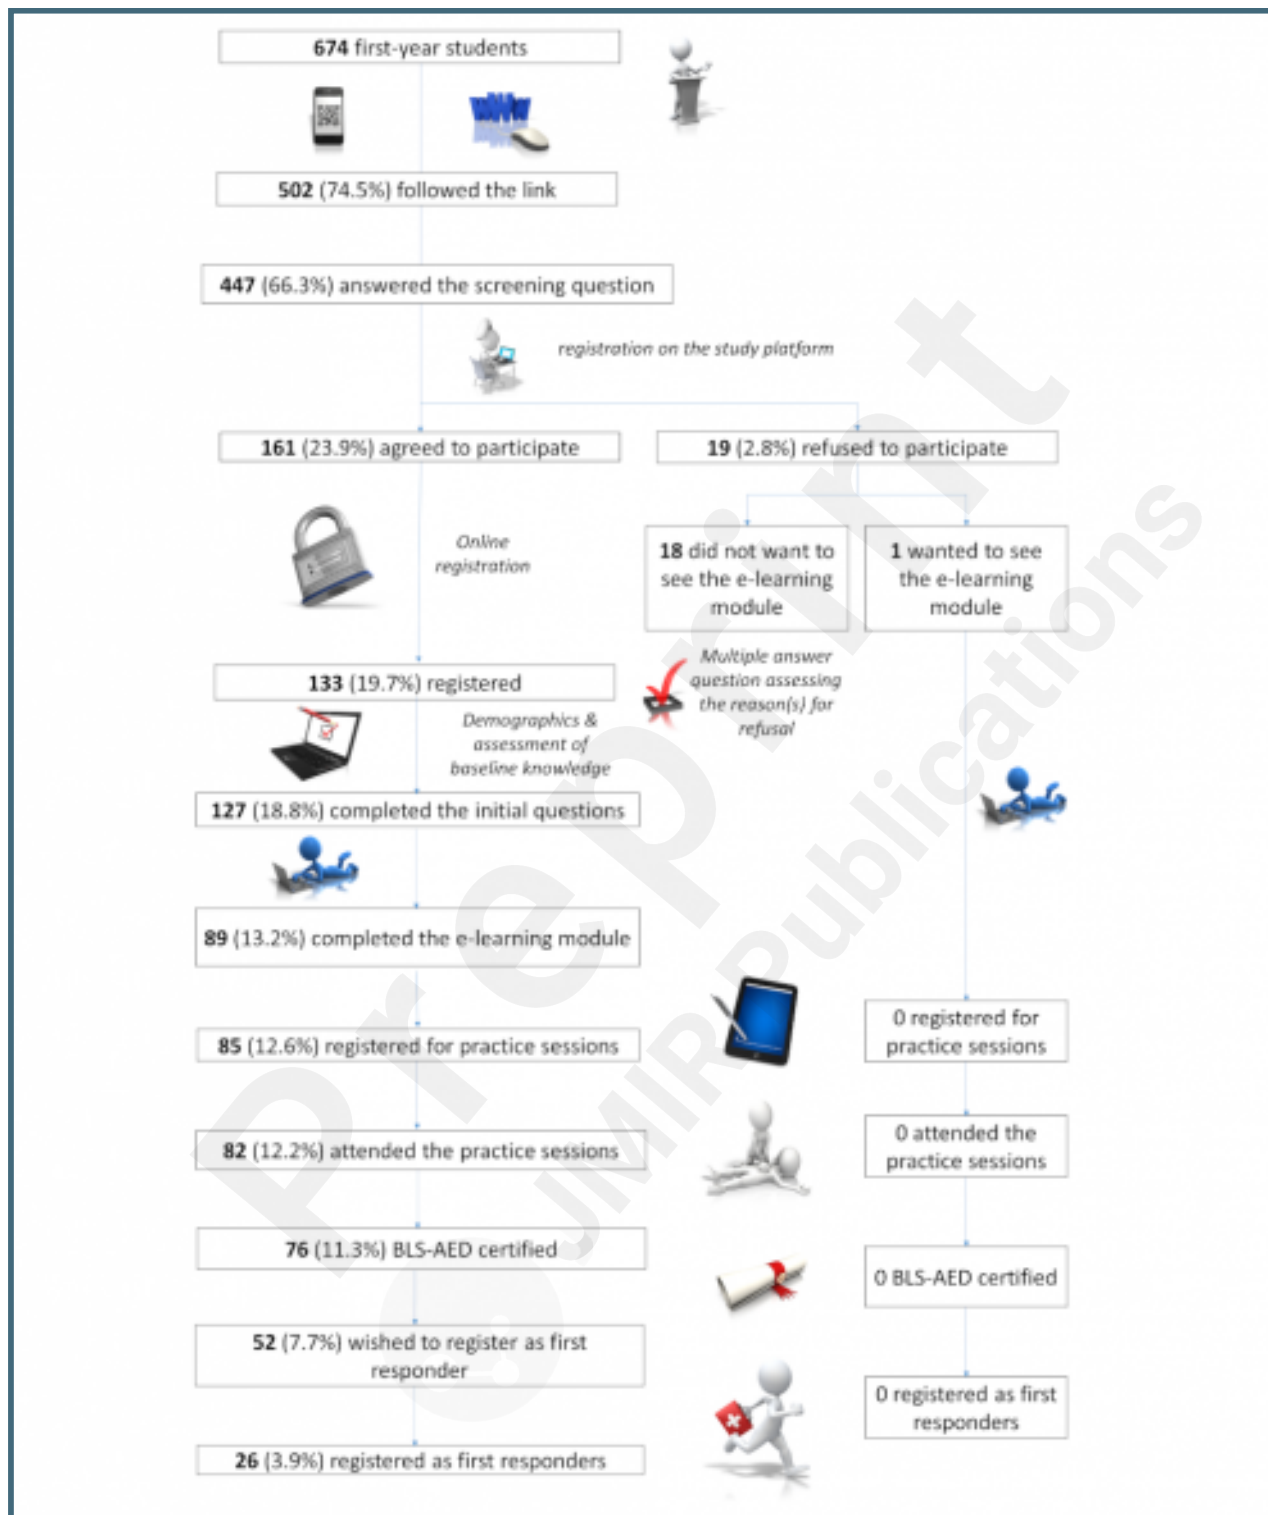 674 first-year students
www
502 (74.5%) followed the link
447 (66.3%) answered the screening question
registration on the study platform
161 (23.9%) agreed to participate
19 (2.8%) refused to participate
Online
registration
18 did not want to
see the e-learning
module
1 wanted to see
the e-learning
module
Multiple answer
question assessing
the reason(s) for
refusal
133 (19.7%) registered
Demographics &
assessment of
baseline knowledge
127 (18.8%) completed the initial questions
89 (13.2%) completed the e-learning module
85 (12.6%) registered for practice sessions
0 registered for
practice sessions
82 (12.2%) attended the practice sessions
0 attended the
practice sessions
76 (11.3%) BLS-AED certified
0 BLS-AED certified
52 (7.7%) wished to register as first
responder
0 registered as first
responders
26 (3.9%) registered as first responders
Preprint
JMIR Publications